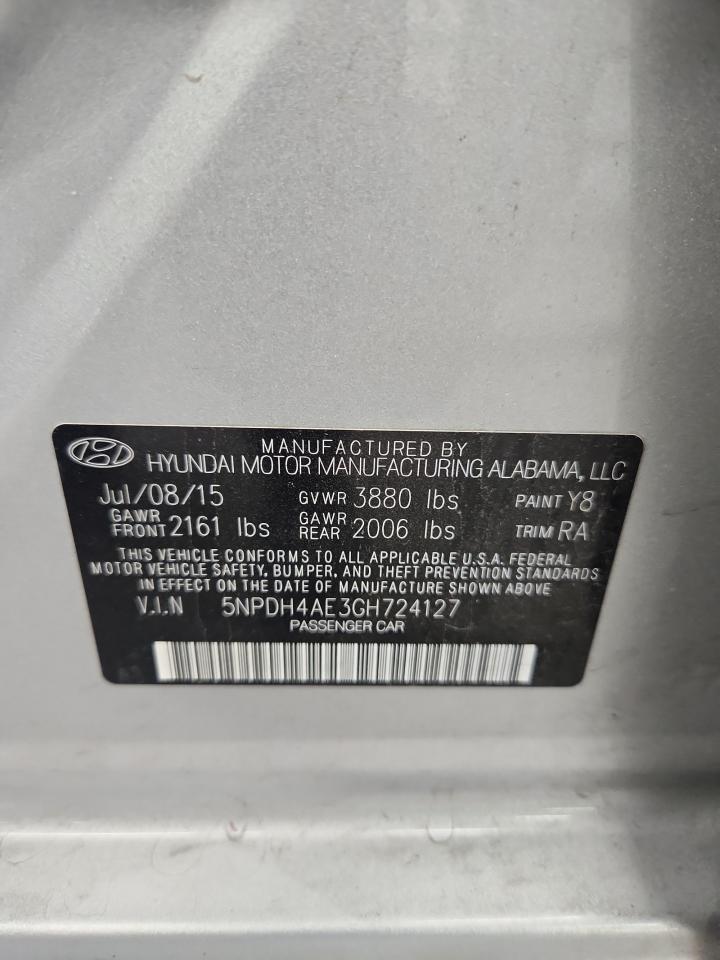 MANUFACTURED BY
HYUNDAI MOTOR MANUFACTURING ALABAMA, LLC
Jul/08/15 GVWR 3880 lbs PAINT Y8
GAWR FRONT 2161 lbs GAWR REAR 2006 lbs TRIM RA
THIS VEHICLE CONFORMS TO ALL APPLICABLE U.S.A. FEDERAL
MOTOR VEHICLE SAFETY, BUMPER, AND THEFT PREVENTION STANDARDS
IN EFFECT ON THE DATE OF MANUFACTURE SHOWN ABOVE
V.I.N 5NPDH4AE3GH724127
PASSENGER CAR